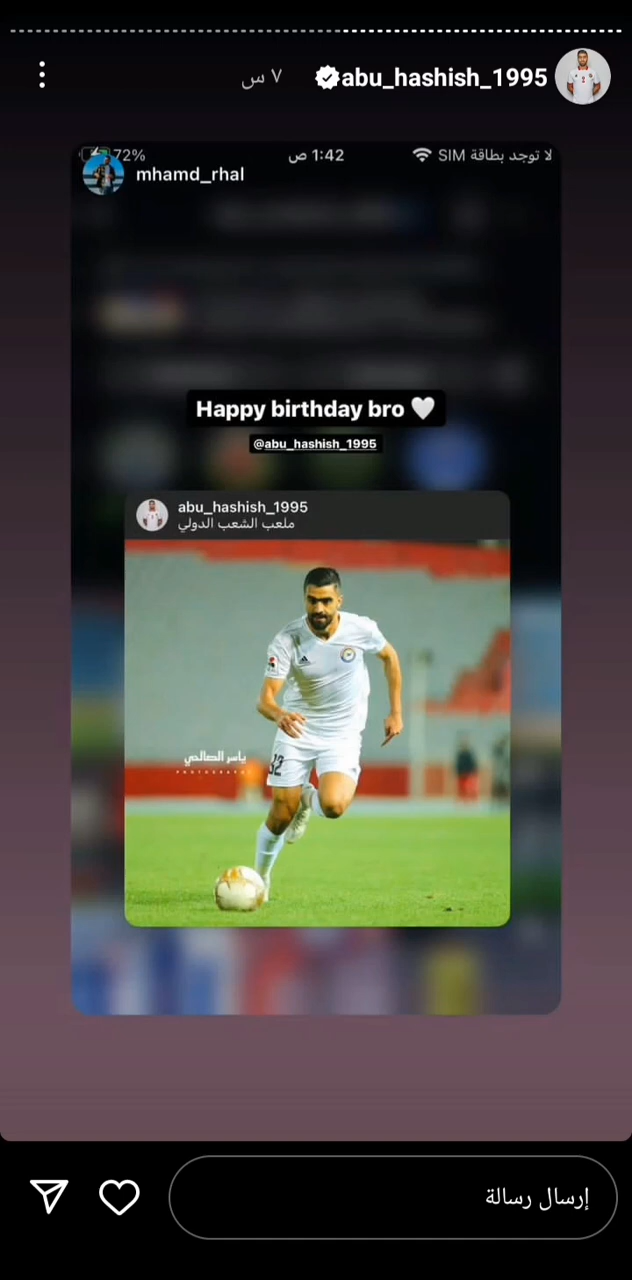 abu_hashish_1995
٧ س
72%
1:42 ص
لا توجد بطاقة SIM
mhamd_rhal
Happy birthday bro 🤍
@abu_hashish_1995
abu_hashish_1995
ملعب الشعب الدولي
ياسر الصالحي
32
إرسال رسالة